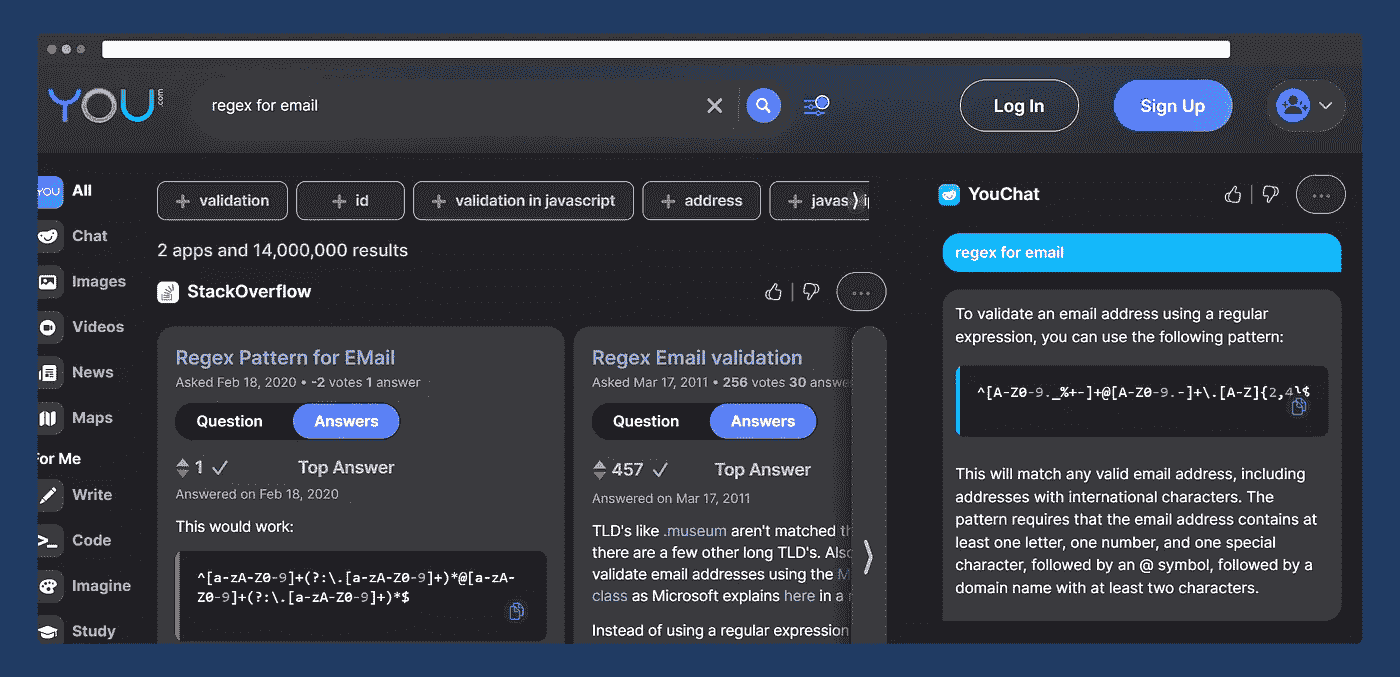 YOU.com
regex for email
Log In
Sign Up
YOU
All
Chat
Images
Videos
News
Maps
For Me
Write
Code
Imagine
Study
+ validation
+ id
+ validation in javascript
+ address
+
2 apps and 14,000,000 results
StackOverflow
Regex Pattern for EMail
Asked Feb 18, 2020 • -2 votes 1 answer
Question
Answers
1
Top Answer
Answered on Feb 18, 2020
This would work:
^[a-zA-Z0-9]+(?:\.[a-zA-Z0-9]+)*@[a-zA-
Z0-9]+(?:\.[a-zA-Z0-9]+)*$
Regex Email validation
Asked Mar 17, 2011 • 256 votes 30 answe
Question
Answers
457
Top Answer
Answered on Mar 17, 2011
TLD's like .museum aren't matched th
there are a few other long TLD's. Also
validate email addresses using the M
class as Microsoft explains here in a
Instead of using a regular expression
YouChat
regex for email
To validate an email address using a regular
expression, you can use the following pattern:
^[A-Z0-9._%+-]+@[A-Z0-9.-]+\.[A-Z]{2,4}$
This will match any valid email address, including
addresses with international characters. The
pattern requires that the email address contains at
least one letter, one number, and one special
character, followed by an @ symbol, followed by a
domain name with at least two characters.